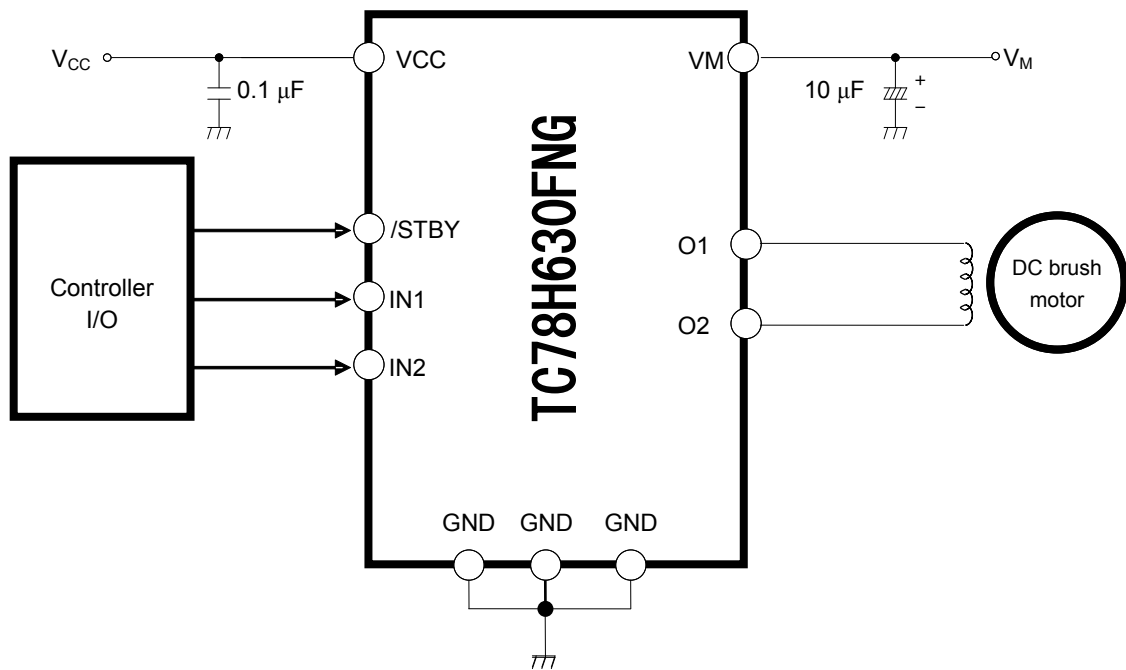 VCC
0.1 μF
VCC
VM
10 μF
+
−
VM
Controller
I/O
/STBY
IN1
IN2
TC78H630FNG
O1
O2
DC brush
motor
GND
GND
GND